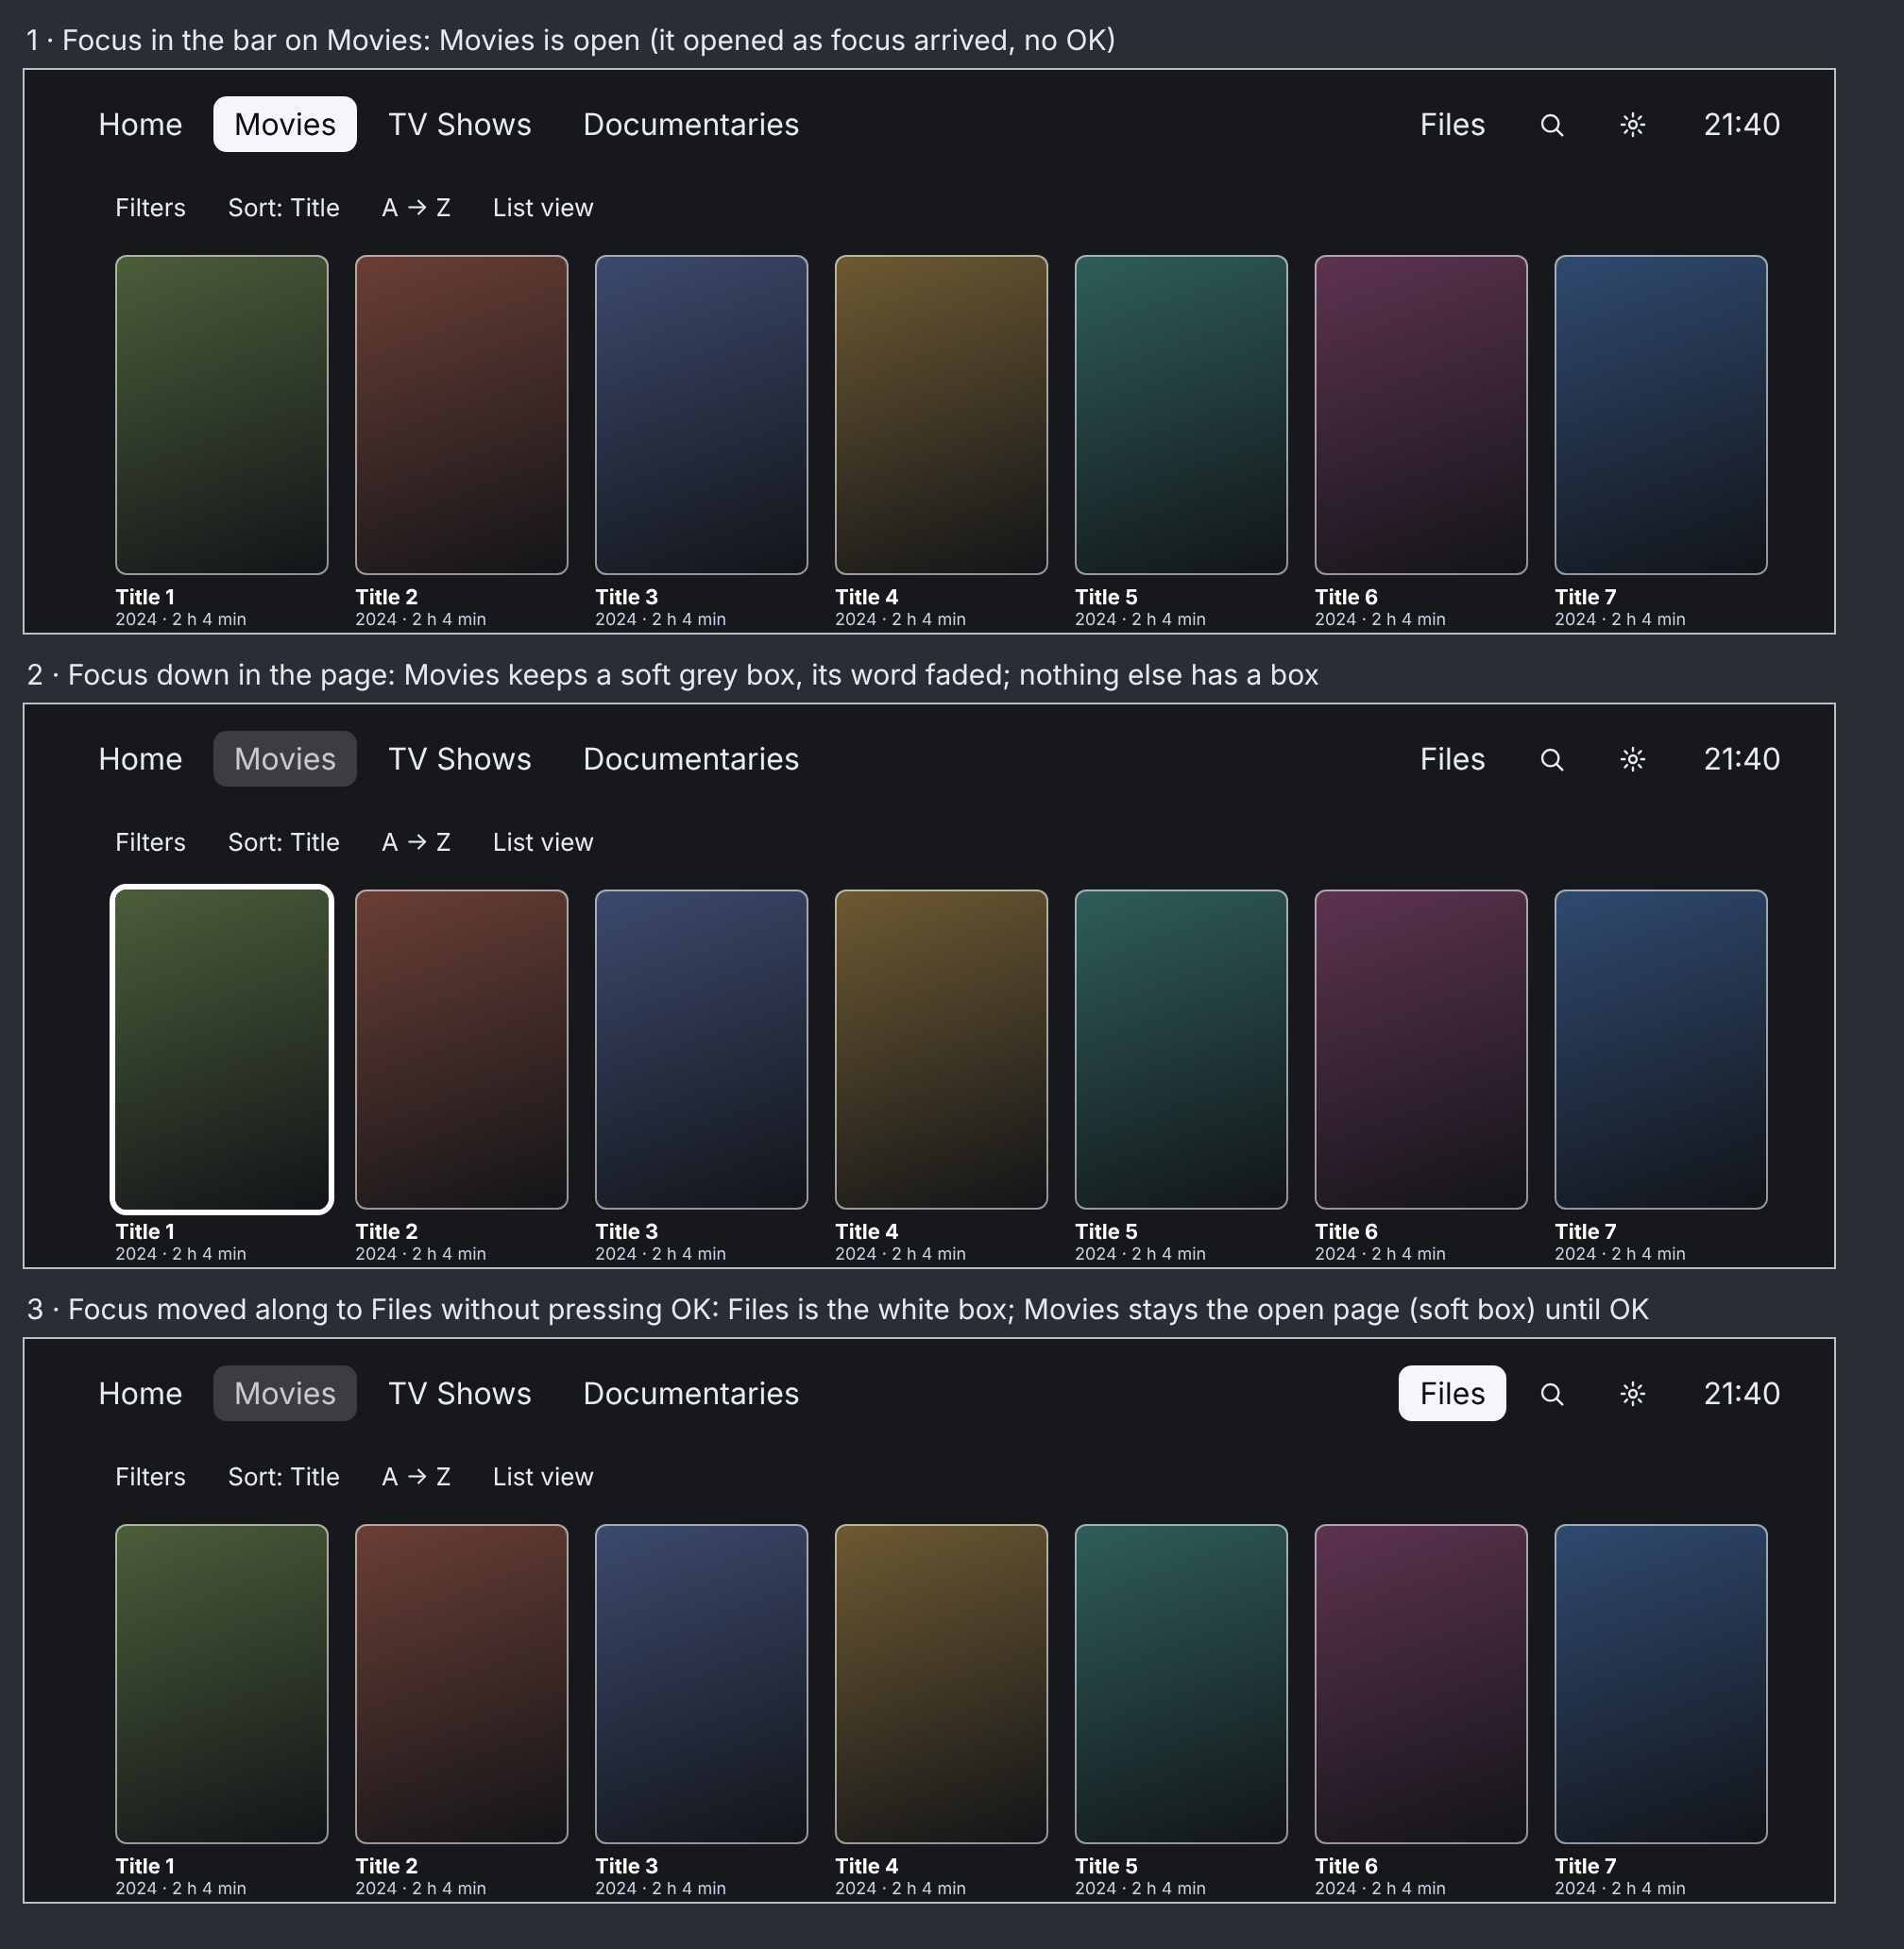 1 · Focus in the bar on Movies: Movies is open (it opened as focus arrived, no OK)
Home Movies TV Shows Documentaries Files 21:40
Filters Sort: Title A → Z List view
Title 1 Title 2 Title 3 Title 4 Title 5 Title 6 Title 7
2024 · 2 h 4 min 2024 · 2 h 4 min 2024 · 2 h 4 min 2024 · 2 h 4 min 2024 · 2 h 4 min 2024 · 2 h 4 min 2024 · 2 h 4 min
2 · Focus down in the page: Movies keeps a soft grey box, its word faded; nothing else has a box
Home Movies TV Shows Documentaries Files 21:40
Filters Sort: Title A → Z List view
Title 1 Title 2 Title 3 Title 4 Title 5 Title 6 Title 7
2024 · 2 h 4 min 2024 · 2 h 4 min 2024 · 2 h 4 min 2024 · 2 h 4 min 2024 · 2 h 4 min 2024 · 2 h 4 min 2024 · 2 h 4 min
3 · Focus moved along to Files without pressing OK: Files is the white box; Movies stays the open page (soft box) until OK
Home Movies TV Shows Documentaries Files 21:40
Filters Sort: Title A → Z List view
Title 1 Title 2 Title 3 Title 4 Title 5 Title 6 Title 7
2024 · 2 h 4 min 2024 · 2 h 4 min 2024 · 2 h 4 min 2024 · 2 h 4 min 2024 · 2 h 4 min 2024 · 2 h 4 min 2024 · 2 h 4 min